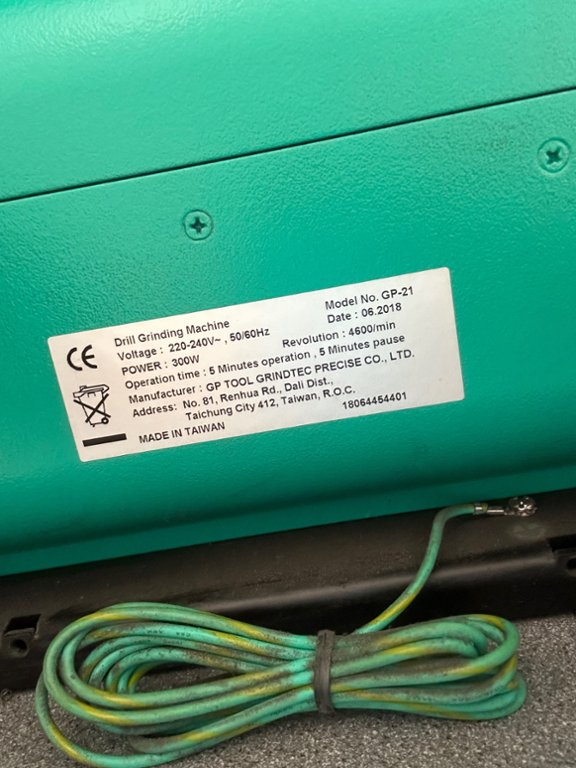 CE
Drill Grinding Machine
Model No. GP-21
Voltage : 220-240V~ , 50/60Hz
Date : 06.2018
POWER : 300W
Revolution : 4600/min
Operation time : 5 Minutes operation , 5 Minutes pause
Manufacturer : GP TOOL GRINDTEC PRECISE CO., LTD.
Address: No. 81, Renhua Rd., Dali Dist.,
Taichung City 412, Taiwan, R.O.C.
MADE IN TAIWAN
18064454401